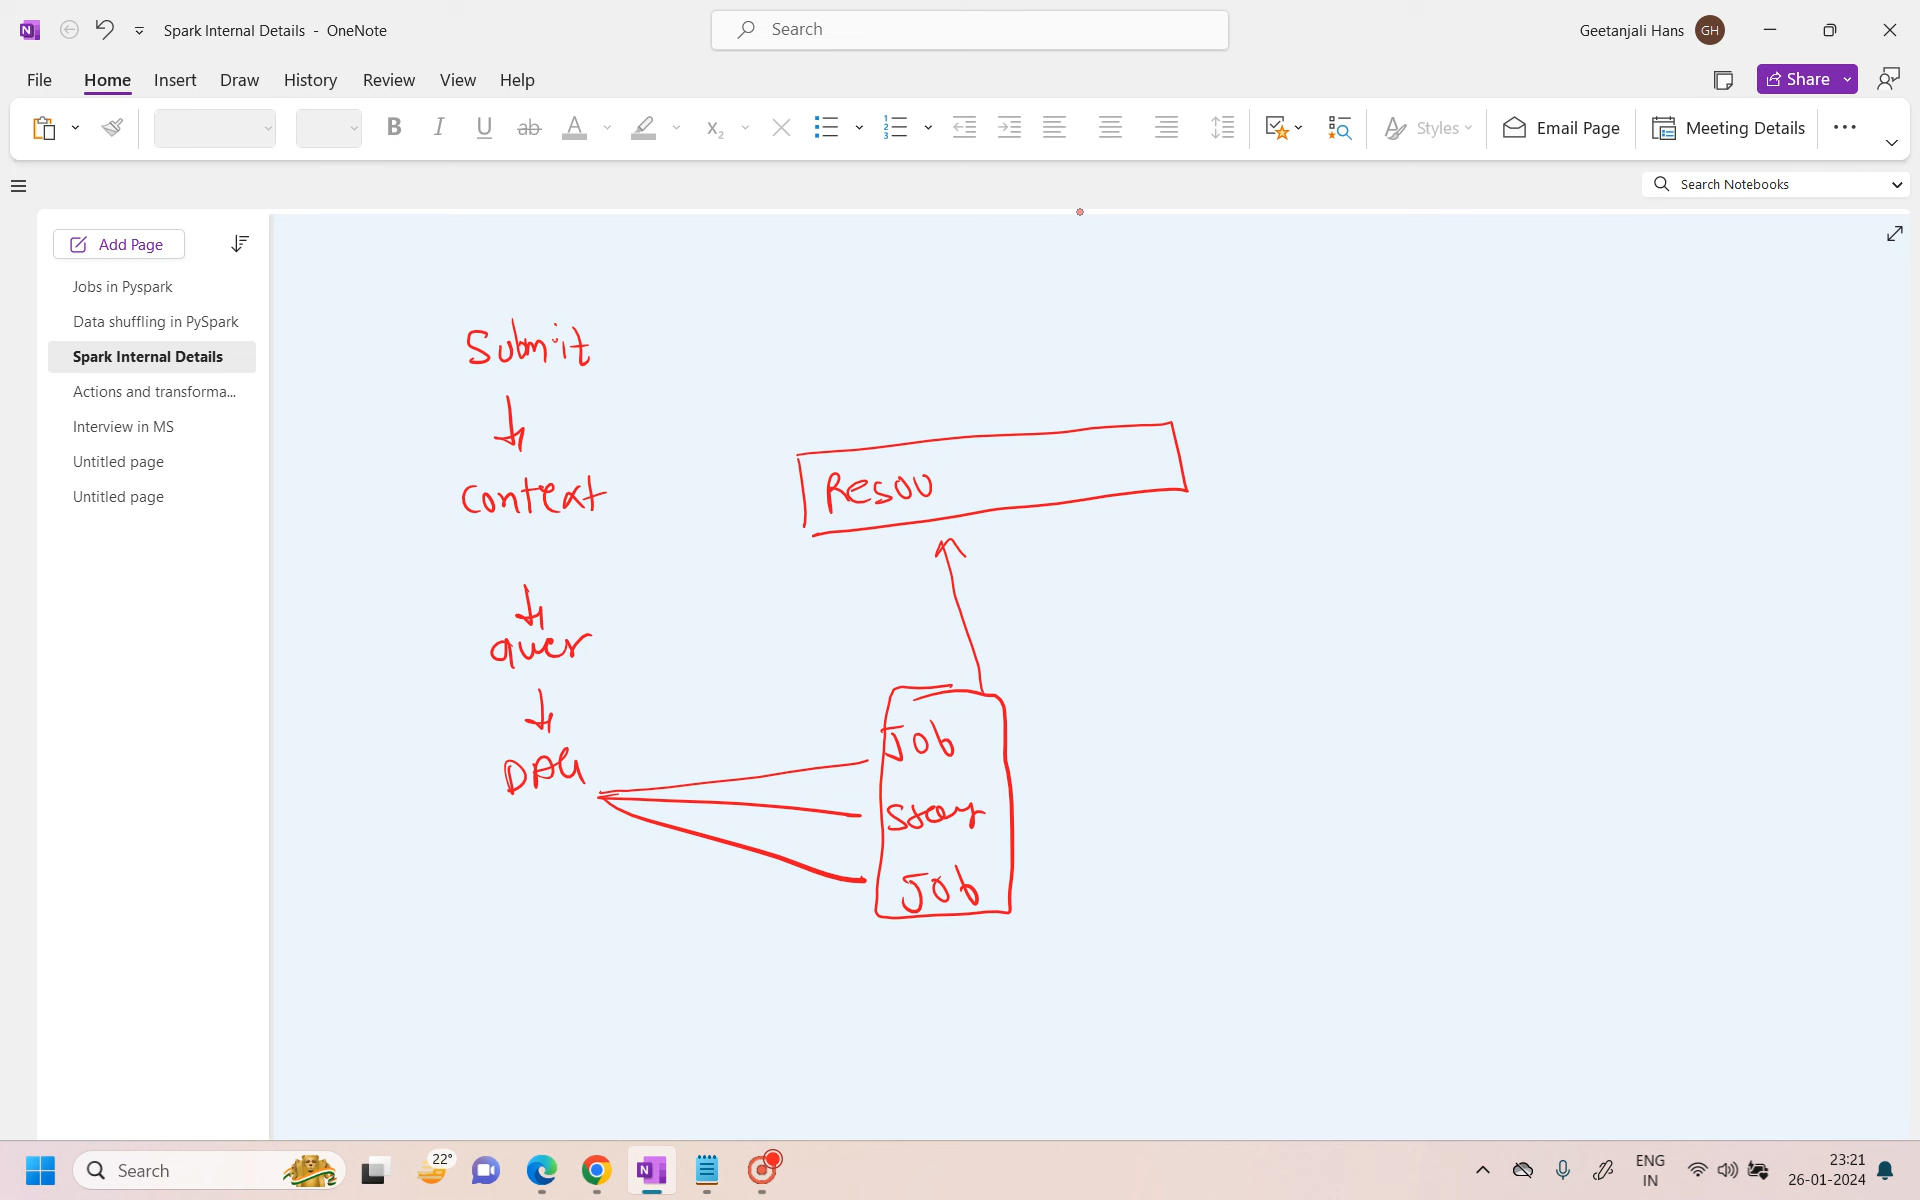 Spark Internal Details - OneNote
Search
Geetanjali Hans
GH
File Home Insert Draw History Review View Help
Share
Styles
Email Page
Meeting Details
Search Notebooks
Add Page
Jobs in Pyspark
Data shuffling in PySpark
Spark Internal Details
Actions and transforma...
Interview in MS
Untitled page
Untitled page
Submit
Context
quer
DAG
Resou
Job
Job
22°
Search
ENG
IN
23:21
26-01-2024